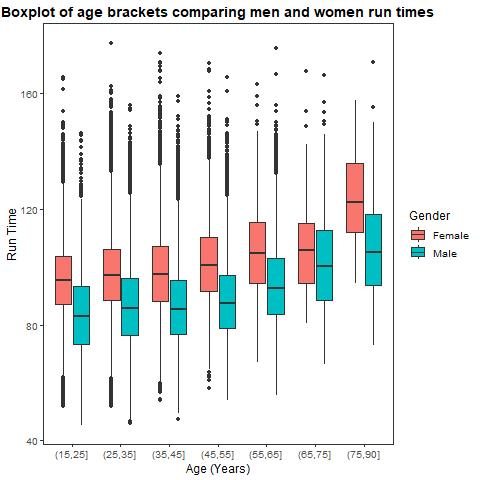 Boxplot of age brackets comparing men and women run times
160
120
80
40
Run Time
(15,25]
(25,35]
(35,45]
(45,55]
(55,65]
(65,75]
(75,90]
Age (Years)
Gender
Female
Male